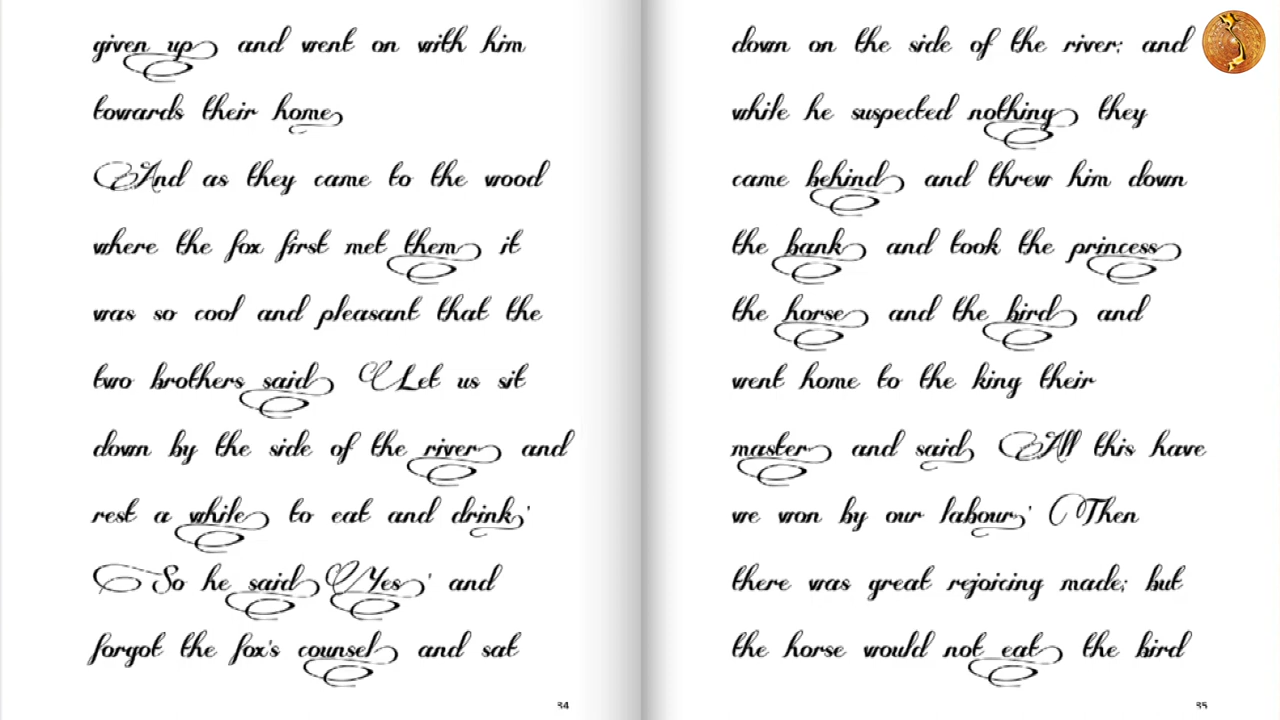 given up, and went on with him
towards their home.
And as they came to the wood
where the fox first met them, it
was so cool and pleasant that the
two brothers said, 'Let us sit
down by the side of the river, and
rest a while, to eat and drink.'
So he said, 'Yes,' and
forgot the fox's counsel, and sat
34
down on the side of the river; and
while he suspected nothing, they
came behind, and threw him down
the bank, and took the princess,
the horse, and the bird, and
went home to the king their
master, and said. 'All this have
we won by our labour.' Then
there was great rejoicing made; but
the horse would not eat, the bird
35